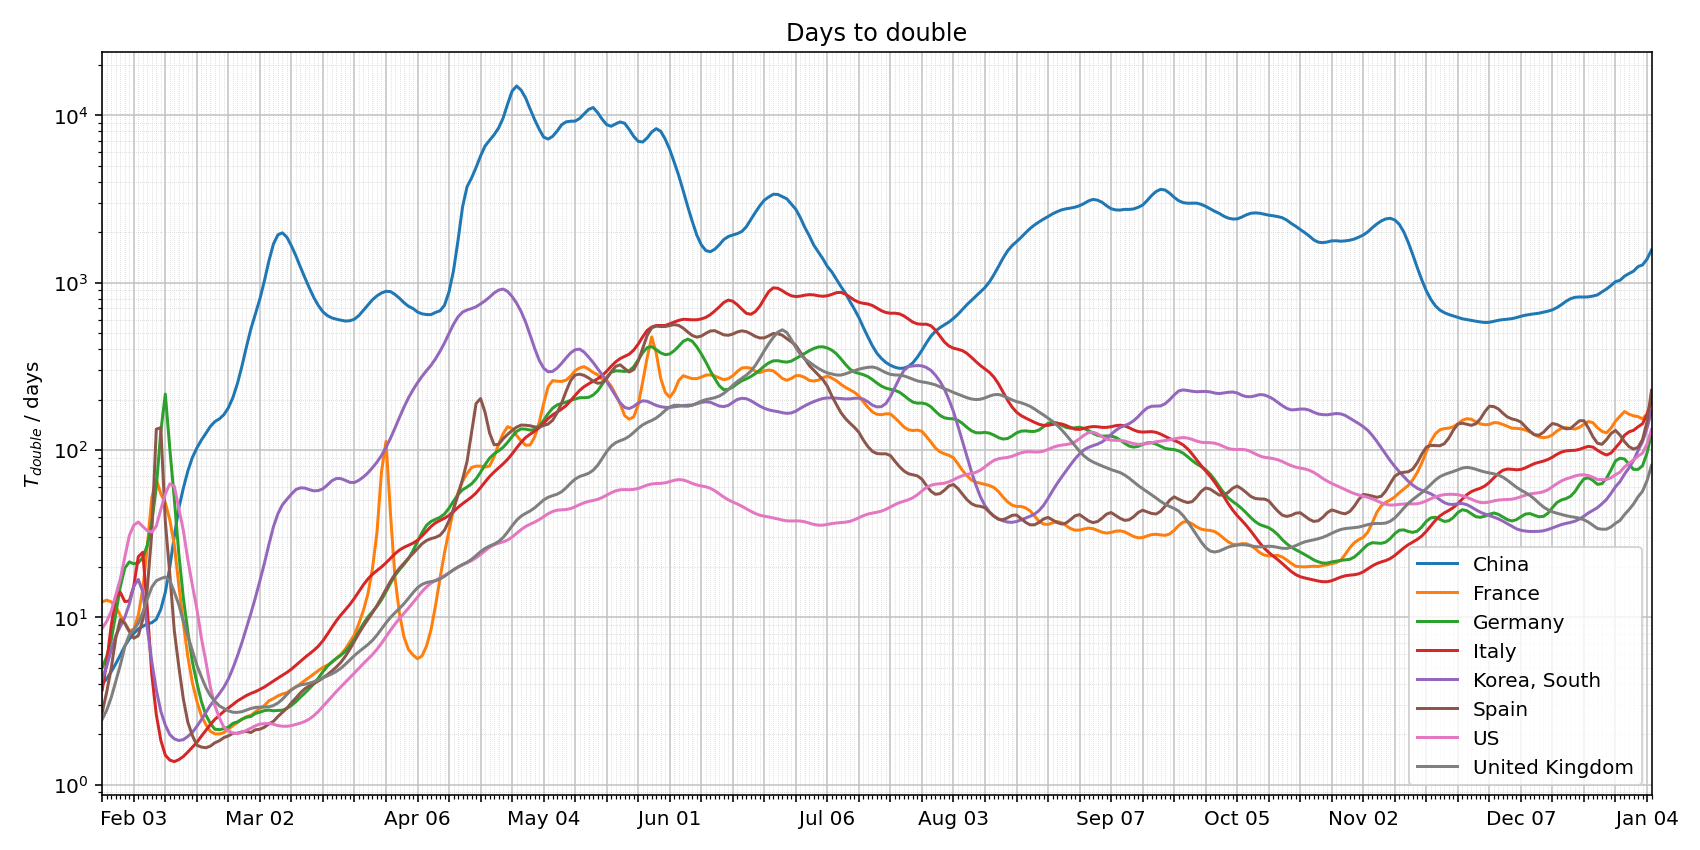 Days to double
T_double / days
10⁴
10³
10²
10¹
10⁰
Feb 03 Mar 02 Apr 06 May 04 Jun 01 Jul 06 Aug 03 Sep 07 Oct 05 Nov 02 Dec 07 Jan 04
China
France
Germany
Italy
Korea, South
Spain
US
United Kingdom